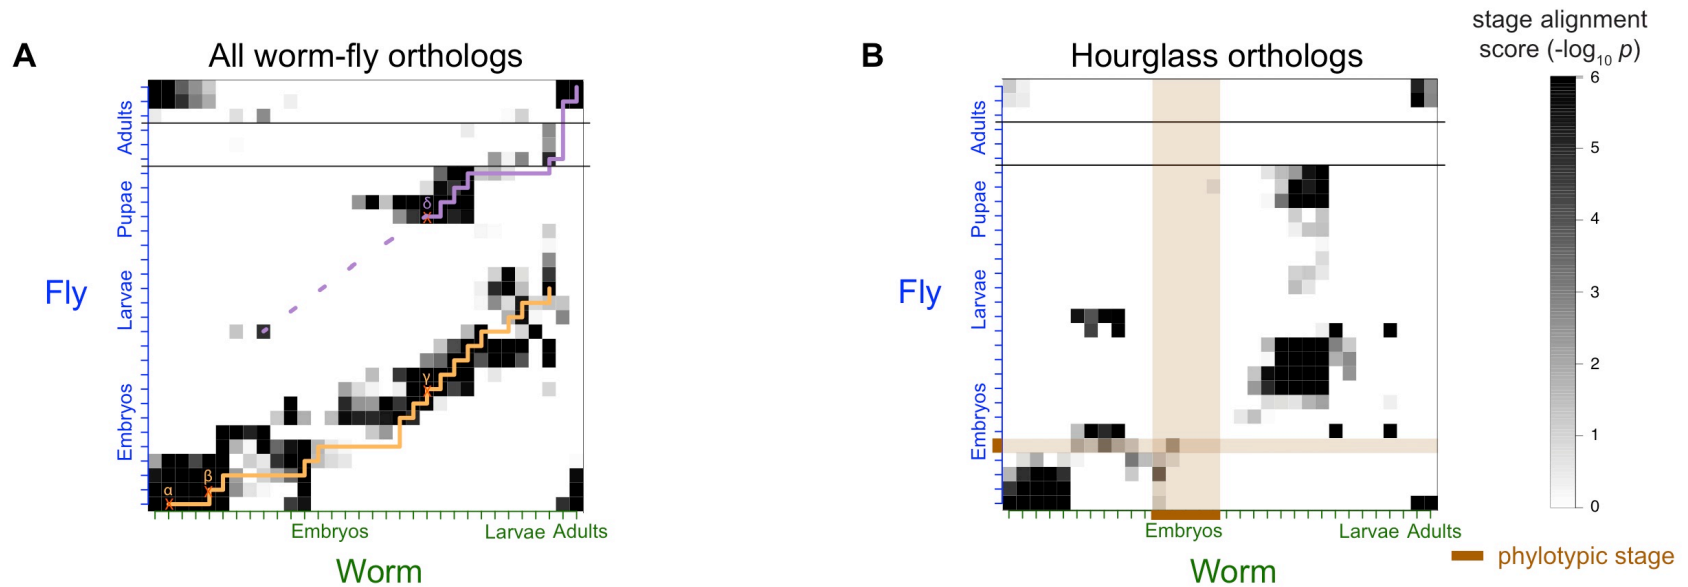 A
All worm-fly orthologs
Fly
Adults
Pupae
Larvae
Embryos
δ
γ
β
α
Embryos
Larvae
Adults
Worm
B
Hourglass orthologs
Fly
Adults
Pupae
Larvae
Embryos
Embryos
Larvae
Adults
Worm
stage alignment
score (-log10 p)
6
5
4
3
2
1
0
phylotypic stage